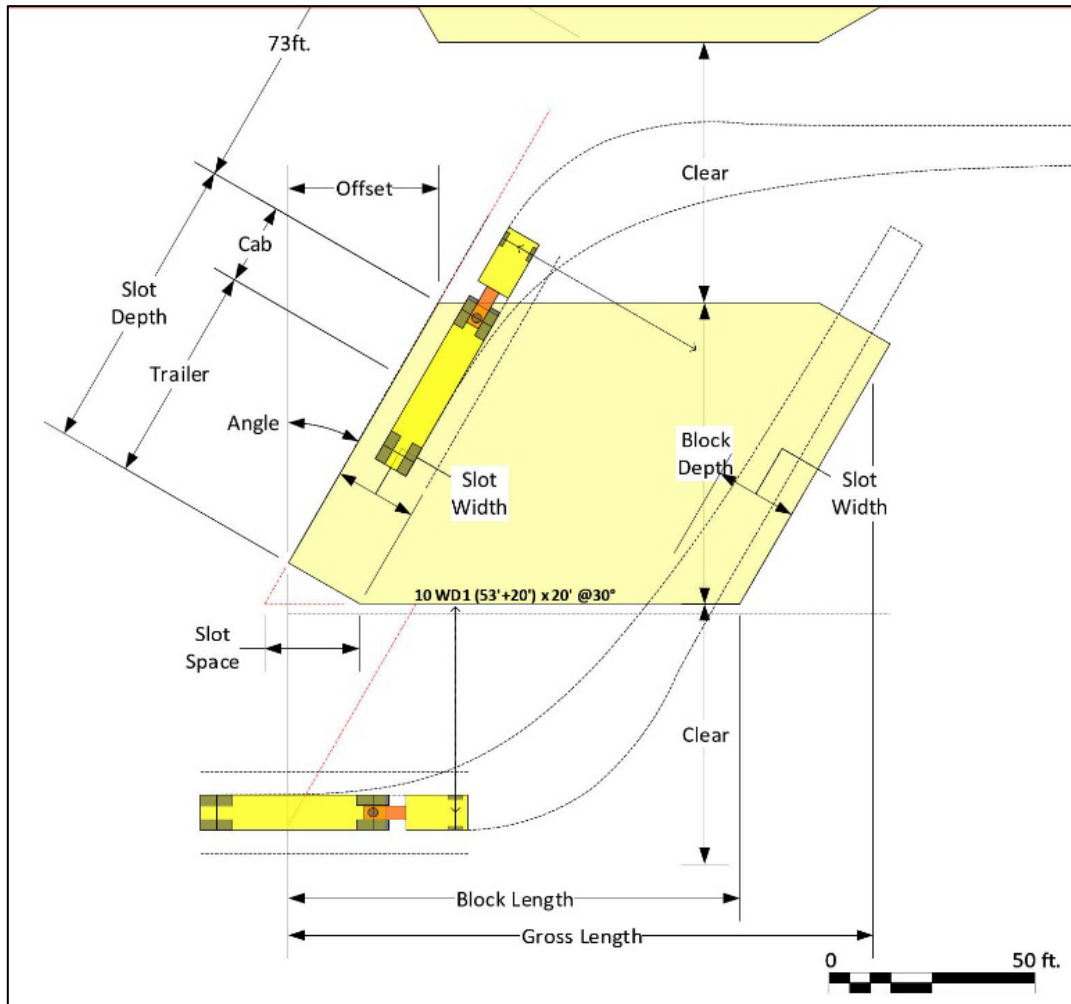 73ft.
Offset
Clear
Cab
Slot
Depth
Trailer
Angle
Block
Depth
Slot
Width
Slot
Width
10 WD1 (53'+20') x 20' @30°
Slot
Space
Clear
Block Length
Gross Length
0
50 ft.